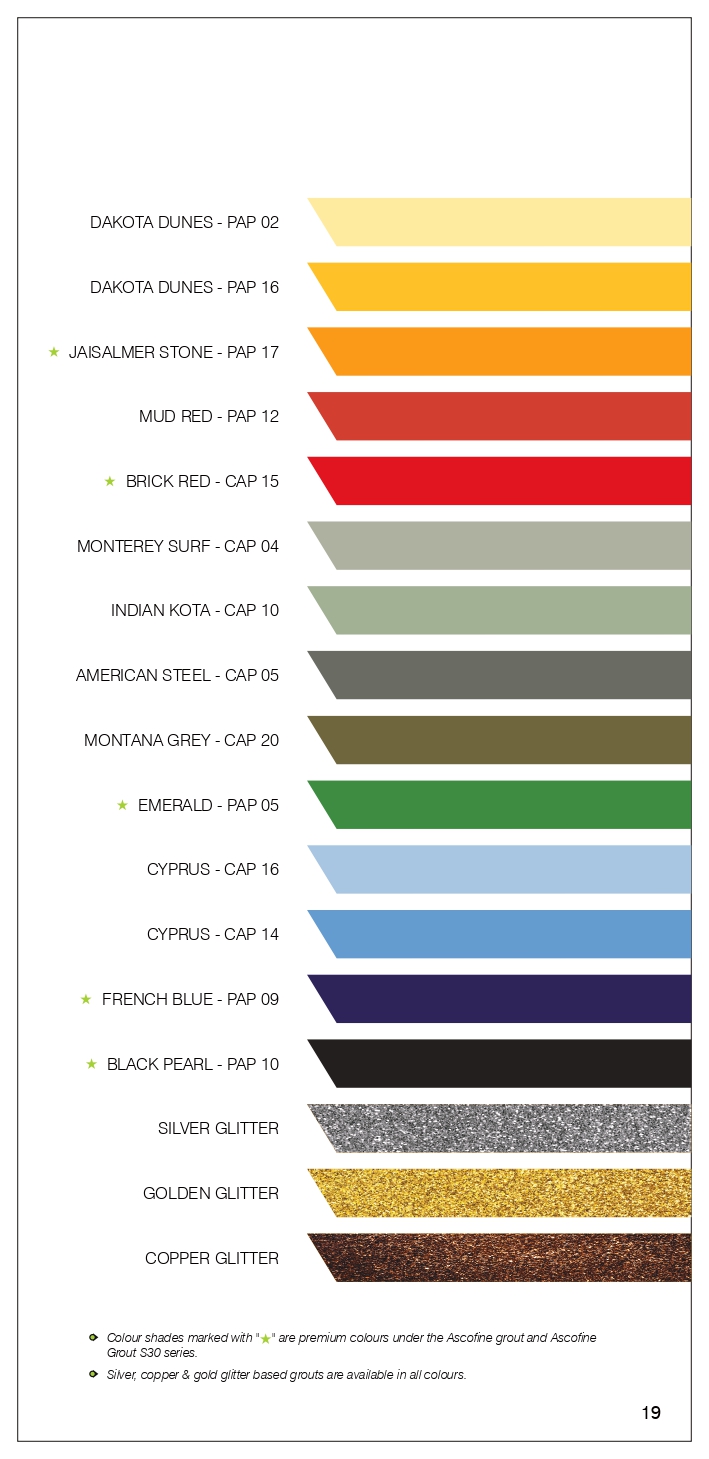 DAKOTA DUNES - PAP 02
DAKOTA DUNES - PAP 16
★ JAISALMER STONE - PAP 17
MUD RED - PAP 12
★ BRICK RED - CAP 15
MONTEREY SURF - CAP 04
INDIAN KOTA - CAP 10
AMERICAN STEEL - CAP 05
MONTANA GREY - CAP 20
★ EMERALD - PAP 05
CYPRUS - CAP 16
CYPRUS - CAP 14
★ FRENCH BLUE - PAP 09
★ BLACK PEARL - PAP 10
SILVER GLITTER
GOLDEN GLITTER
COPPER GLITTER
Colour shades marked with "★" are premium colours under the Ascofine grout and Ascofine
Grout S30 series.
Silver, copper & gold glitter based grouts are available in all colours.
19